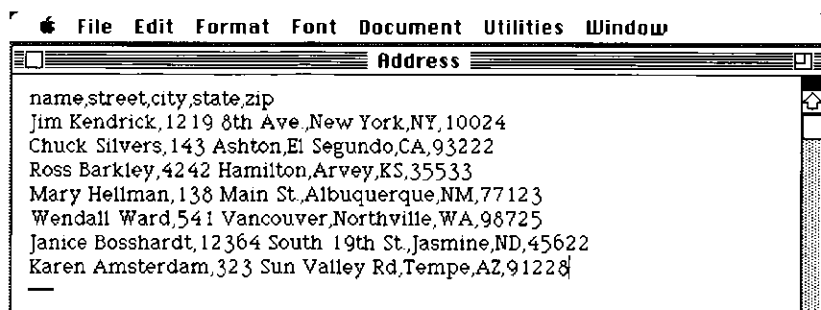 File Edit Format Font Document Utilities Window
Address
name,street,city,state,zip
Jim Kendrick,1219 8th Ave.,New York,NY,10024
Chuck Silvers,143 Ashton,El Segundo,CA,93222
Ross Barkley,4242 Hamilton,Arvey,KS,35533
Mary Hellman,138 Main St.,Albuquerque,NM,77123
Wendall Ward,541 Vancouver,Northville,WA,98725
Janice Bosshardt,12364 South 19th St.,Jasmine,ND,45622
Karen Amsterdam,323 Sun Valley Rd,Tempe,AZ,91228